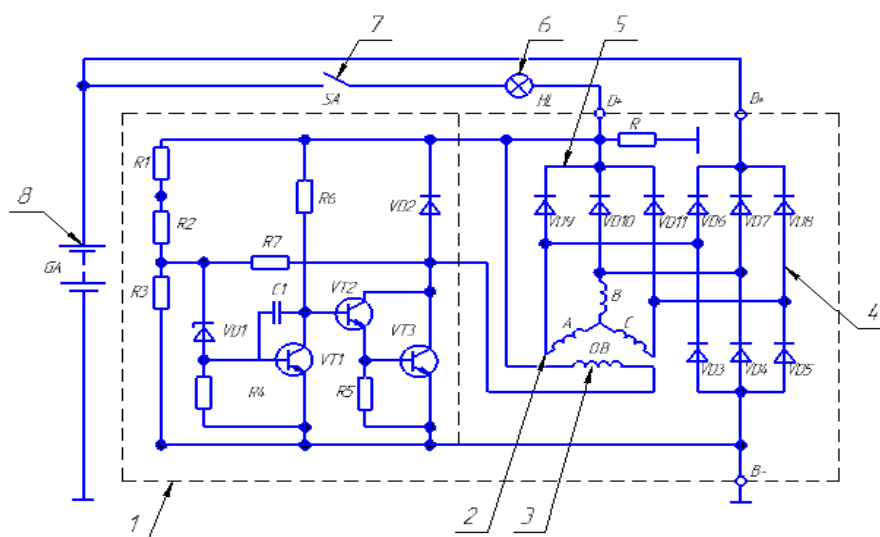 7 6 5
SA HL D+ B+
R
R1 R6 VD2 VD9 VD10 VD11 VD6 VD7 VD8
8
R2 R7
GA R3 C1 VT2 B
A C 4
VD1 VT1 VT3 OB VD3 VD4 VD5
R4 R5
B-
1 2 3